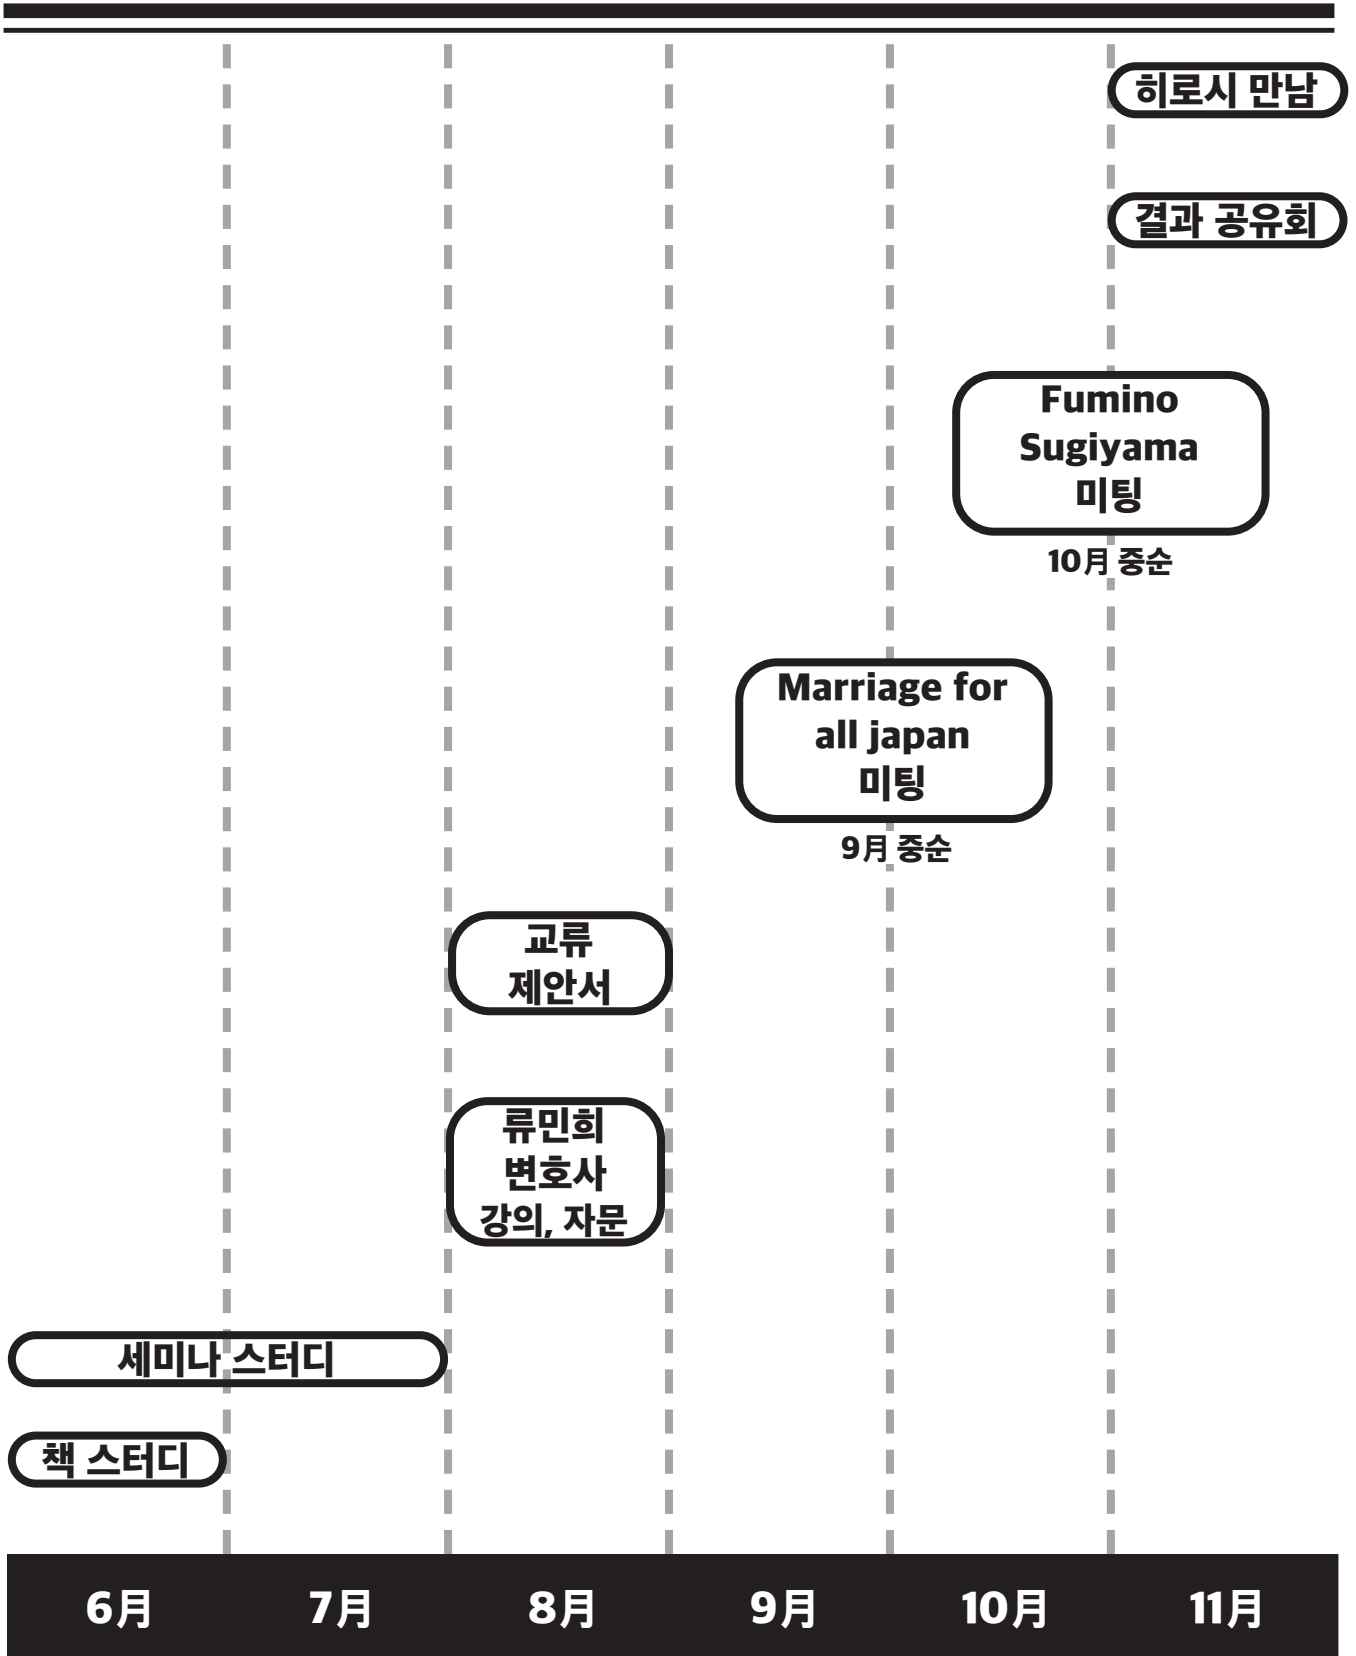 히로시 만남
결과 공유회
Fumino
Sugiyama
미팅
10月 중순
Marriage for
all japan
미팅
9月 중순
교류
제안서
류민희
변호사
강의, 자문
세미나 스터디
책 스터디
6月 7月 8月 9月 10月 11月